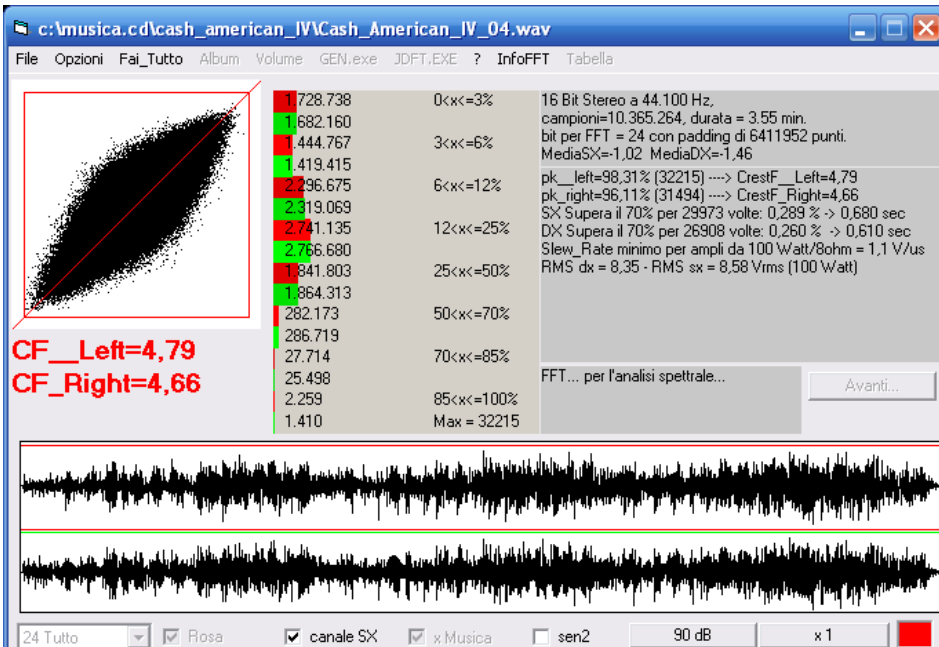 c:\musica.cd\cash_american_IV\Cash_American_IV_04.wav
File Opzioni Fai_Tutto Album Volume GEN.exe JDFT.EXE ? InfoFFT Tabella
1.728.738 0<x<=3%
1.682.160
1.444.767 3<x<=6%
1.419.415
2.296.675 6<x<=12%
2.319.069
2.741.135 12<x<=25%
2.766.680
1.841.803 25<x<=50%
1.864.313
282.173 50<x<=70%
286.719
27.714 70<x<=85%
25.498
2.259 85<x<=100%
1.410 Max = 32215
16 Bit Stereo a 44.100 Hz,
campioni=10.365.264, durata = 3.55 min.
bit per FFT = 24 con padding di 6411952 punti.
MediaSX=-1,02 MediaDX=-1,46
pk__left=98,31% (32215) ----> CrestF__Left=4,79
pk_right=96,11% (31494) ----> CrestF_Right=4,66
SX Supera il 70% per 29973 volte: 0,289 % -> 0,680 sec
DX Supera il 70% per 26908 volte: 0,260 % -> 0,610 sec
Slew_Rate minimo per ampli da 100 Watt/8ohm = 1,1 V/us
RMS dx = 8,35 - RMS sx = 8,58 Vrms (100 Watt)
CF__Left=4,79
CF_Right=4,66
FFT... per l'analisi spettrale...
Avanti...
24 Tutto Rosa canale SX x Musica sen2 90 dB x 1